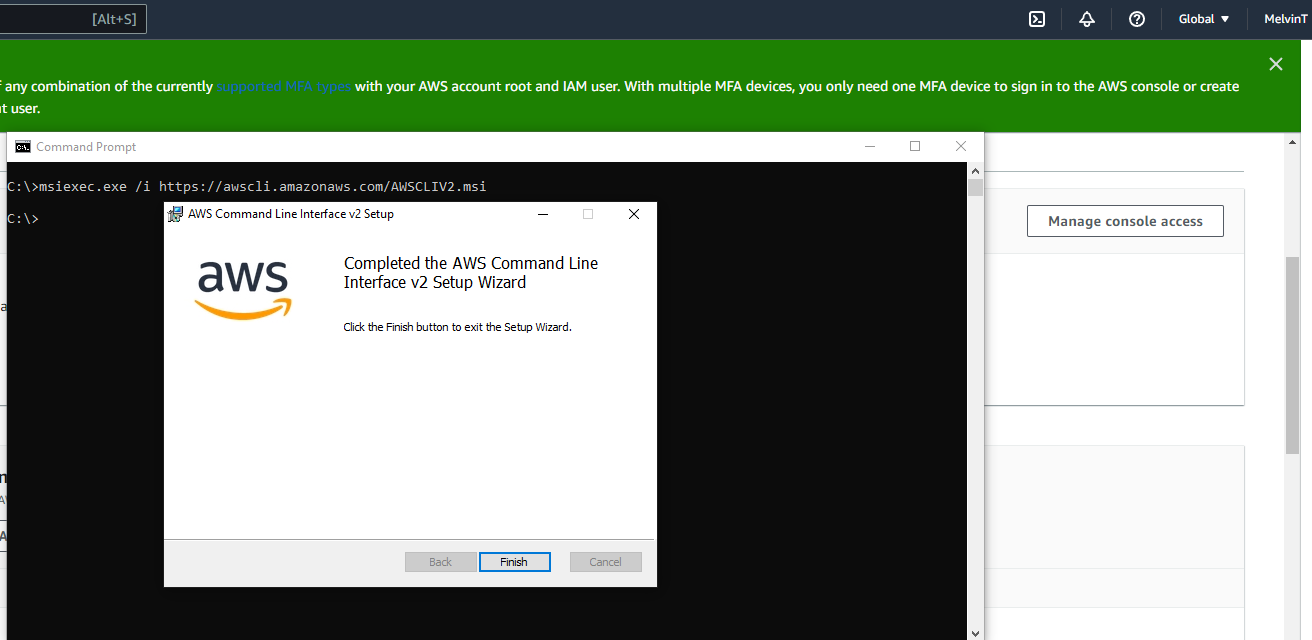 [Alt+S]
Global ▼
MelvinT
any combination of the currently supported MFA types with your AWS account root and IAM user. With multiple MFA devices, you only need one MFA device to sign in to the AWS console or create
user.
Command Prompt
C:\>msiexec.exe /i https://awscli.amazonaws.com/AWSCLIV2.msi
C:\>
AWS Command Line Interface v2 Setup
aws
Completed the AWS Command Line
Interface v2 Setup Wizard
Click the Finish button to exit the Setup Wizard.
Back
Finish
Cancel
Manage console access